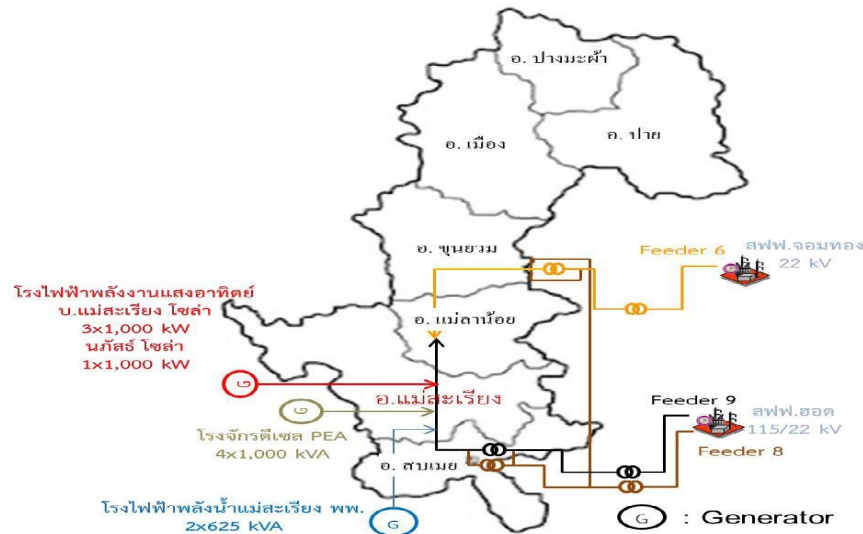 อ. ปางมะผ้า
อ. เมือง
อ. ปาย
อ. ขุนยวม
Feeder 6
สฟฟ.จอมทอง
22 kV
โรงไฟฟ้าพลังงานแสงอาทิตย์
บ.แม่สะเรียง โซล่า
3x1,000 kW
นภัสธ์ โซล่า
1x1,000 kW
อ. แม่ลาน้อย
G
อ.แม่สะเรียง
G
โรงจักรดีเซล PEA
4x1,000 kVA
Feeder 9
สฟฟ.ฮอด
115/22 kV
Feeder 8
อ. สบเมย
โรงไฟฟ้าพลังน้ำแม่สะเรียง พพ.
2x625 kVA
G
G : Generator